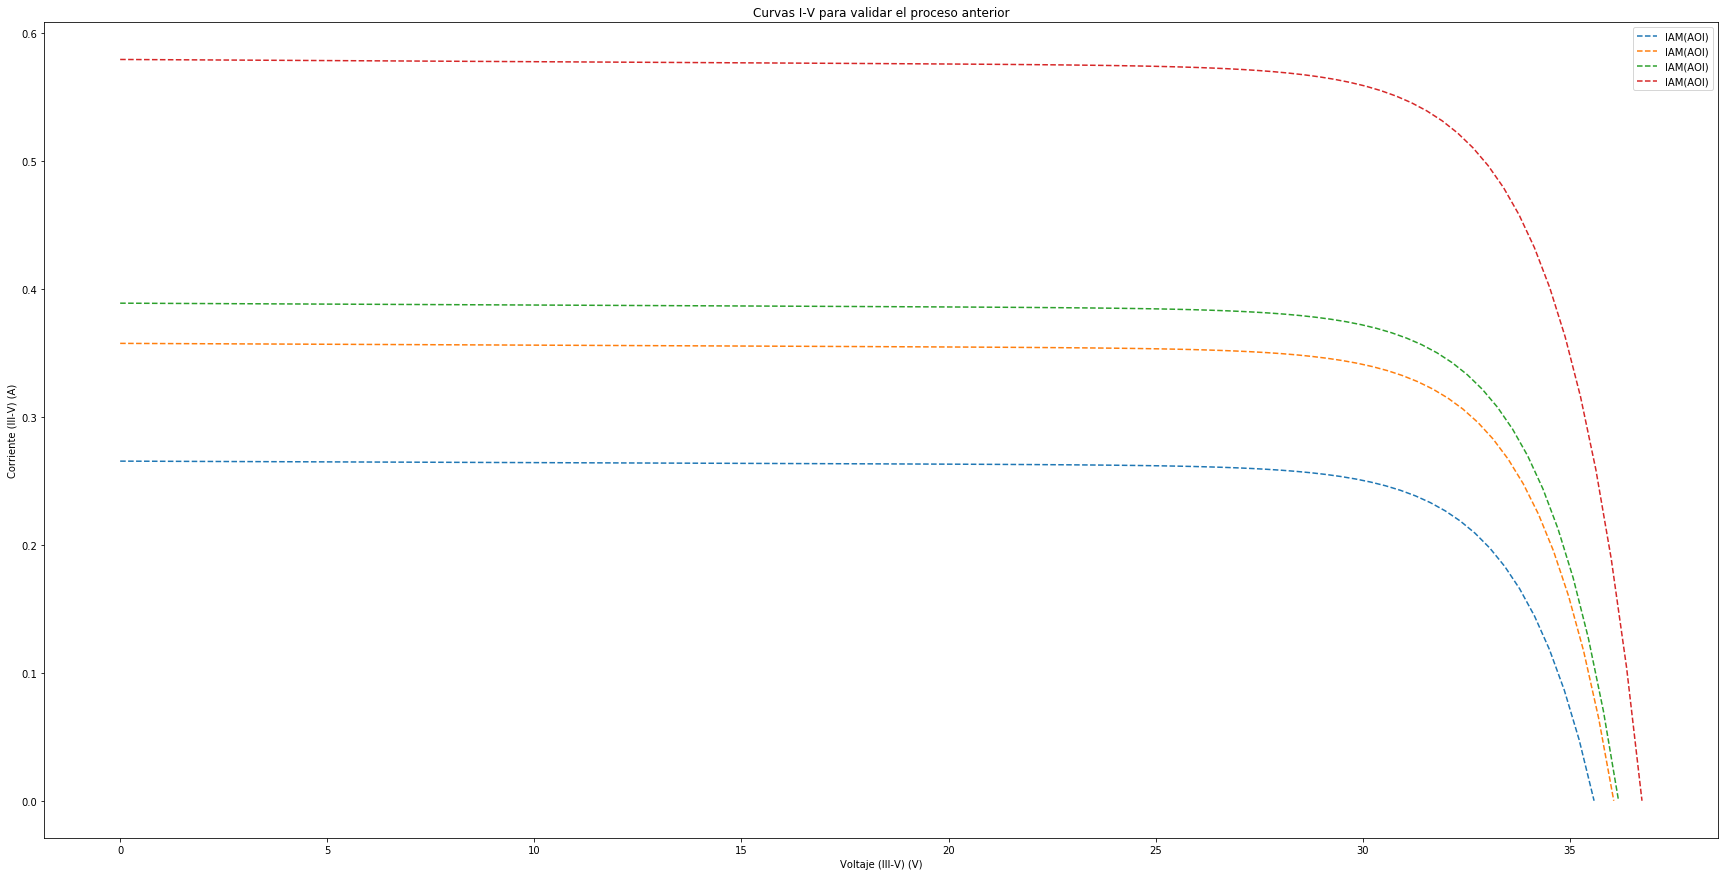 Curvas I-V para validar el proceso anterior
IAM(AOI)
IAM(AOI)
IAM(AOI)
IAM(AOI)
0.6
0.5
0.4
0.3
0.2
0.1
0.0
Corriente (III-V) (A)
0 5 10 15 20 25 30 35
Voltaje (III-V) (V)